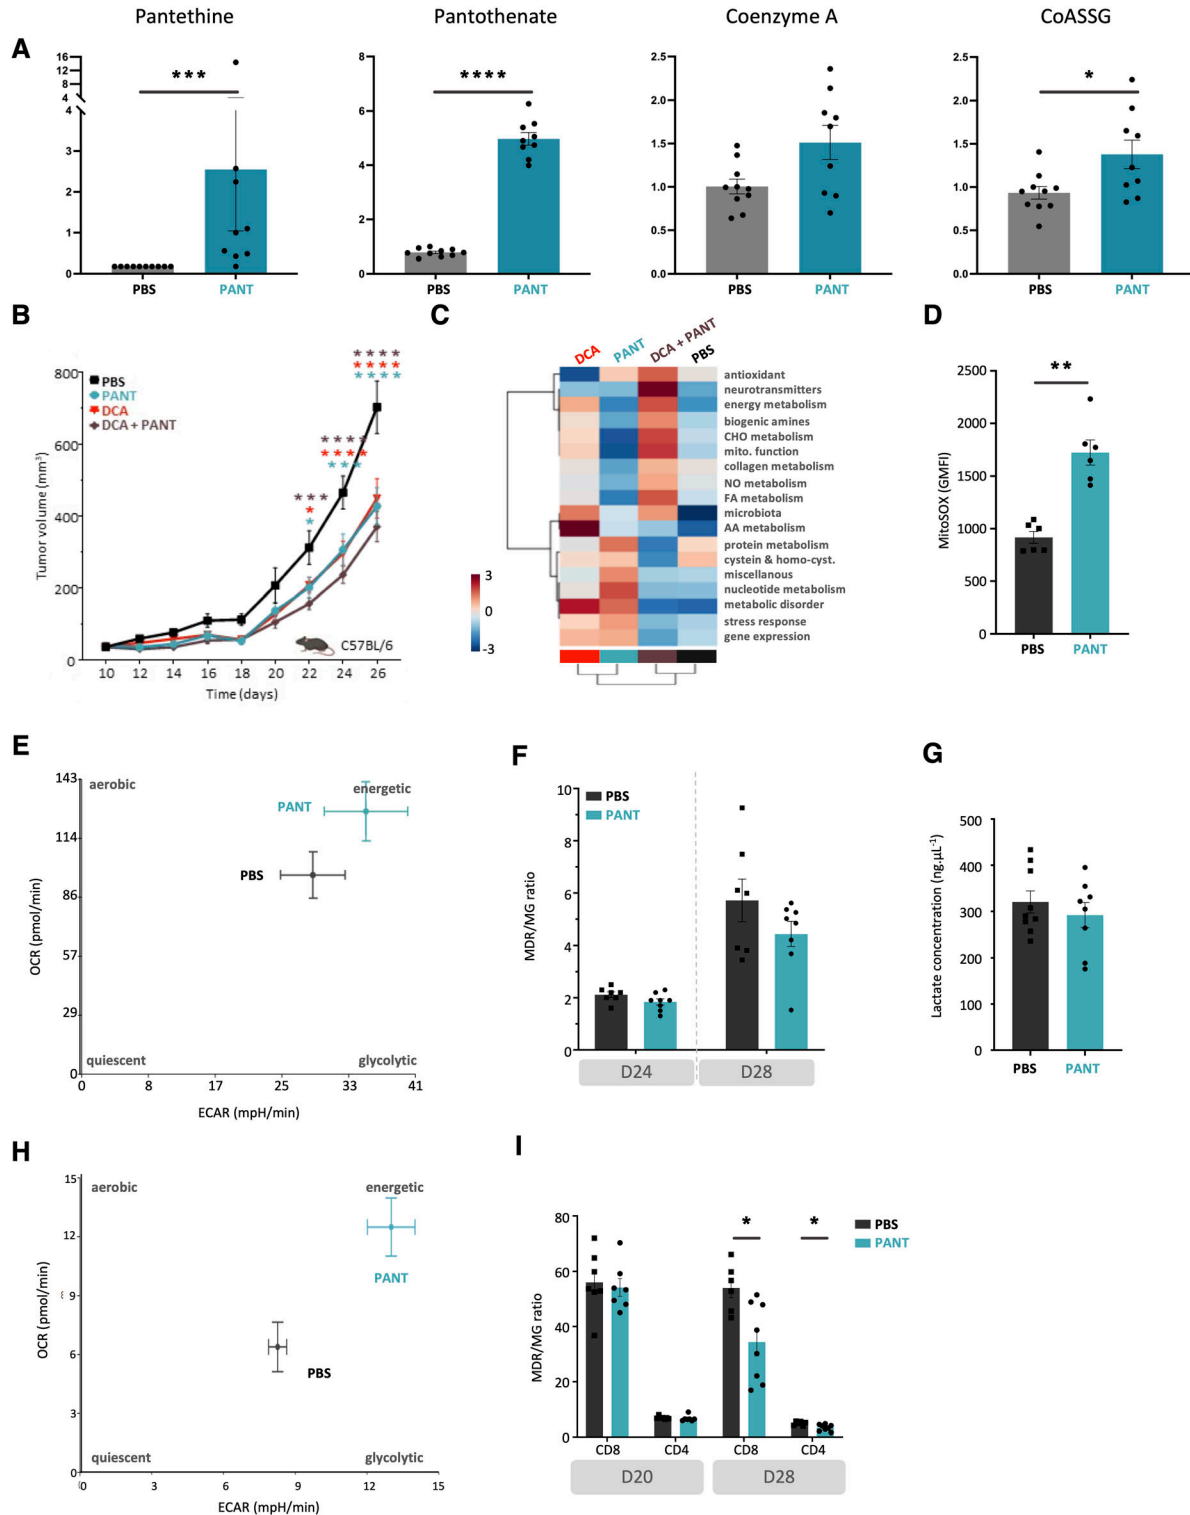 Pantethine
Pantothenate
Coenzyme A
CoASSG
A
16
12
8
4
4
3
2
1
0
***
PBS
PANT
8
6
4
2
0
****
PBS
PANT
2.5
2.0
1.5
1.0
0.5
0.0
PBS
PANT
2.5
2.0
1.5
1.0
0.5
0.0
*
PBS
PANT
B
Tumor volume (mm³)
800
600
400
200
0
PBS
PANT
DCA
DCA + PANT
***
*
*
****
****
***
****
****
****
C57BL/6
10 12 14 16 18 20 22 24 26
Time (days)
C
DCA
PANT
DCA + PANT
PBS
antioxidant
neurotransmitters
energy metabolism
biogenic amines
CHO metabolism
mito. function
collagen metabolism
NO metabolism
FA metabolism
microbiota
AA metabolism
protein metabolism
cystein & homo-cyst.
miscellanous
nucleotide metabolism
metabolic disorder
stress response
gene expression
3
0
-3
D
MitoSOX (GMFI)
2500
2000
1500
1000
500
0
**
PBS
PANT
E
OCR (pmol/min)
143
114
86
57
29
0
aerobic
energetic
PANT
PBS
quiescent
glycolytic
0 8 17 25 33 41
ECAR (mpH/min)
F
MDR/MG ratio
10
8
6
4
2
0
PBS
PANT
D24
D28
G
Lactate concentration (ng.µL⁻¹)
500
400
300
200
100
0
PBS
PANT
H
OCR (pmol/min)
15
12
9
6
3
0
aerobic
energetic
PANT
PBS
quiescent
glycolytic
0 3 6 9 12 15
ECAR (mpH/min)
I
MDR/MG ratio
80
60
40
20
0
*
*
PBS
PANT
CD8 CD4 CD8 CD4
D20
D28